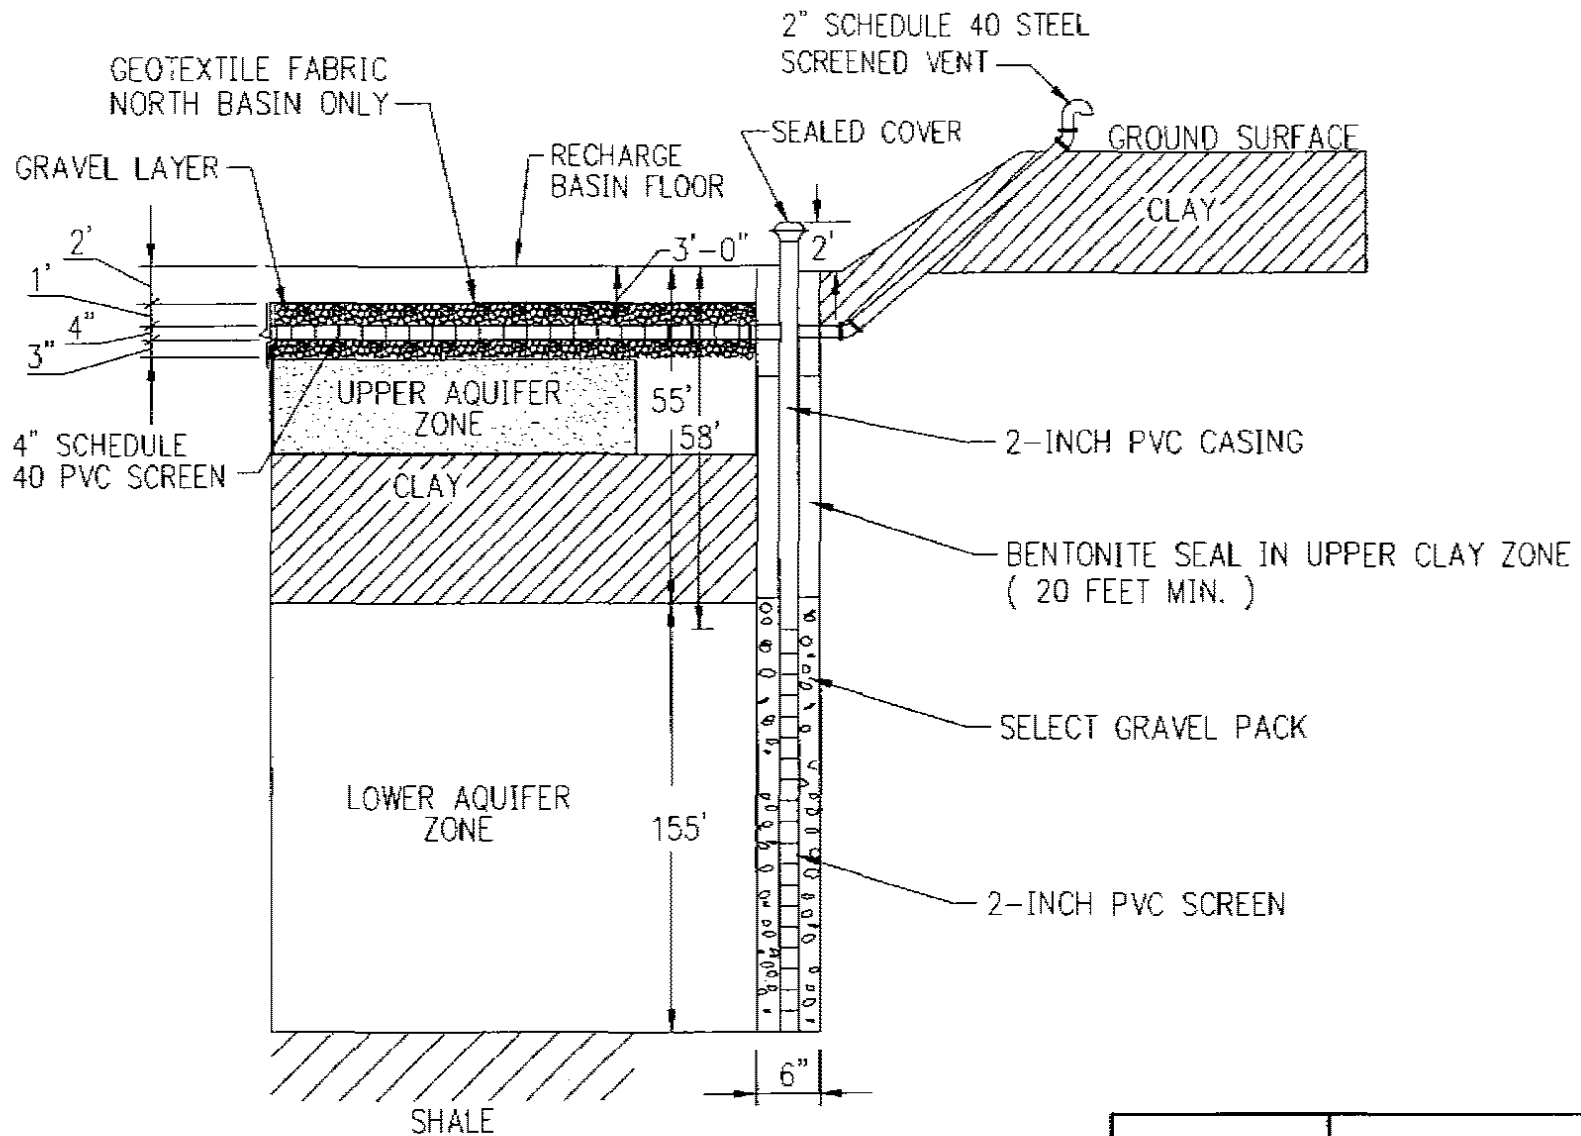 2" SCHEDULE 40 STEEL
SCREENED VENT
GEOTEXTILE FABRIC
NORTH BASIN ONLY
SEALED COVER
GROUND SURFACE
GRAVEL LAYER
RECHARGE
BASIN FLOOR
CLAY
2'
3'-0"
2'
1'
4"
3"
UPPER AQUIFER
ZONE
55'
58'
4" SCHEDULE
40 PVC SCREEN
2-INCH PVC CASING
CLAY
BENTONITE SEAL IN UPPER CLAY ZONE
( 20 FEET MIN. )
SELECT GRAVEL PACK
LOWER AQUIFER
ZONE
155'
2-INCH PVC SCREEN
6"
SHALE